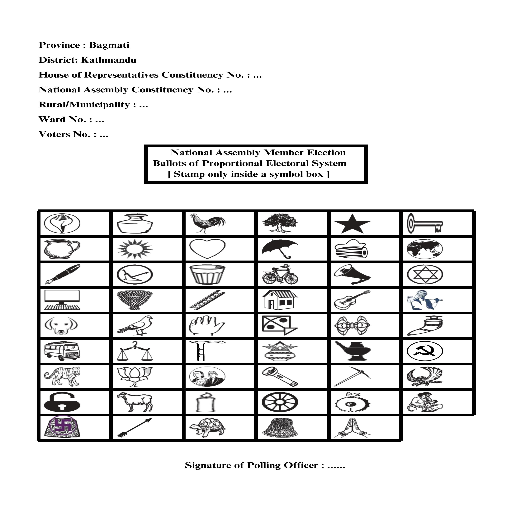 Province : Bagmati
District: Kathmandu
House of Representatives Constituency No. : ...
National Assembly Constituency No. : ...
Rural/Municipality : ...
Ward No. : ...
Voters No. : ...
National Assembly Member Election
Ballots of Proportional Electoral System
[ Stamp only inside a symbol box ]
Signature of Polling Officer : ......